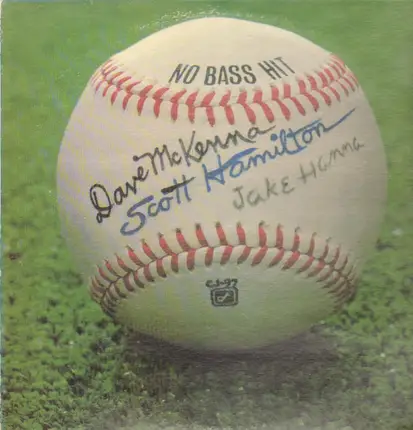 NO BASS HIT
Dave McKenna
Scott Hamilton
Jake Hanna
CJ-97